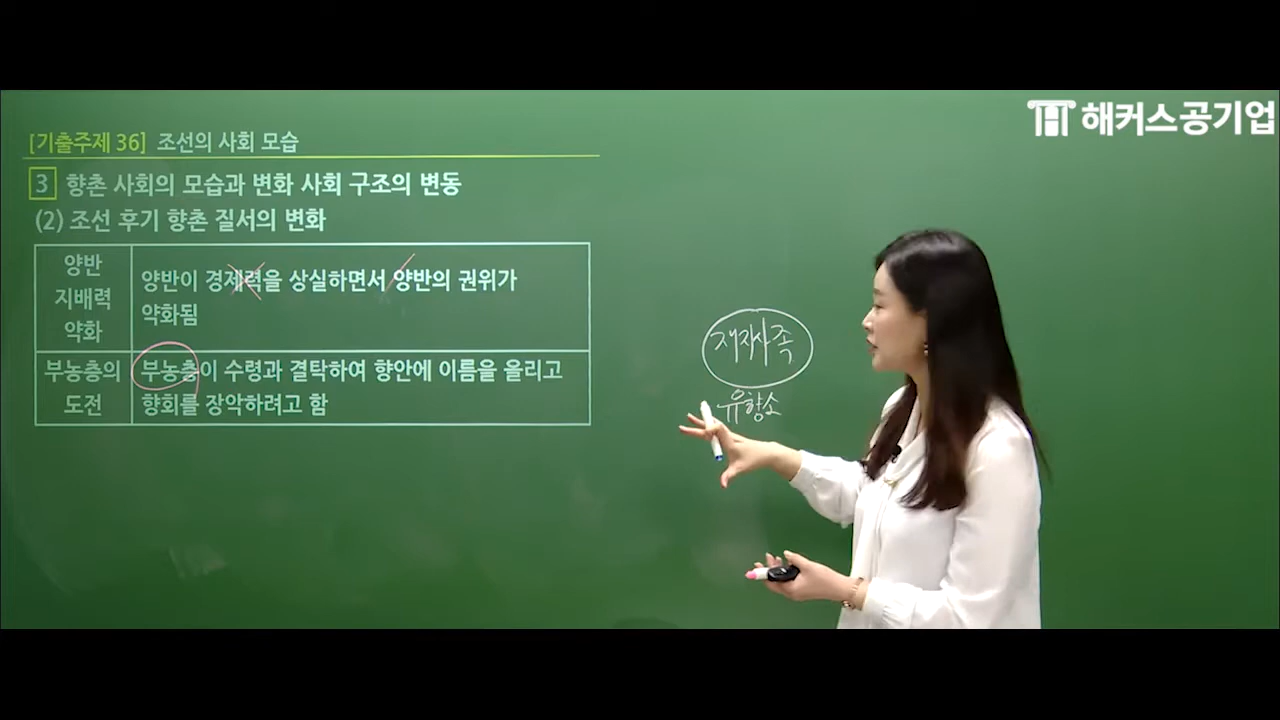 해커스공기업
[기출주제 36] 조선의 사회 모습
3 향촌 사회의 모습과 변화 사회 구조의 변동
(2) 조선 후기 향촌 질서의 변화
양반
지배력
약화
양반이 경제력을 상실하면서 양반의 권위가
약화됨
부농층의
도전
부농층이 수령과 결탁하여 향안에 이름을 올리고
향회를 장악하려고 함
재지사족
유향소